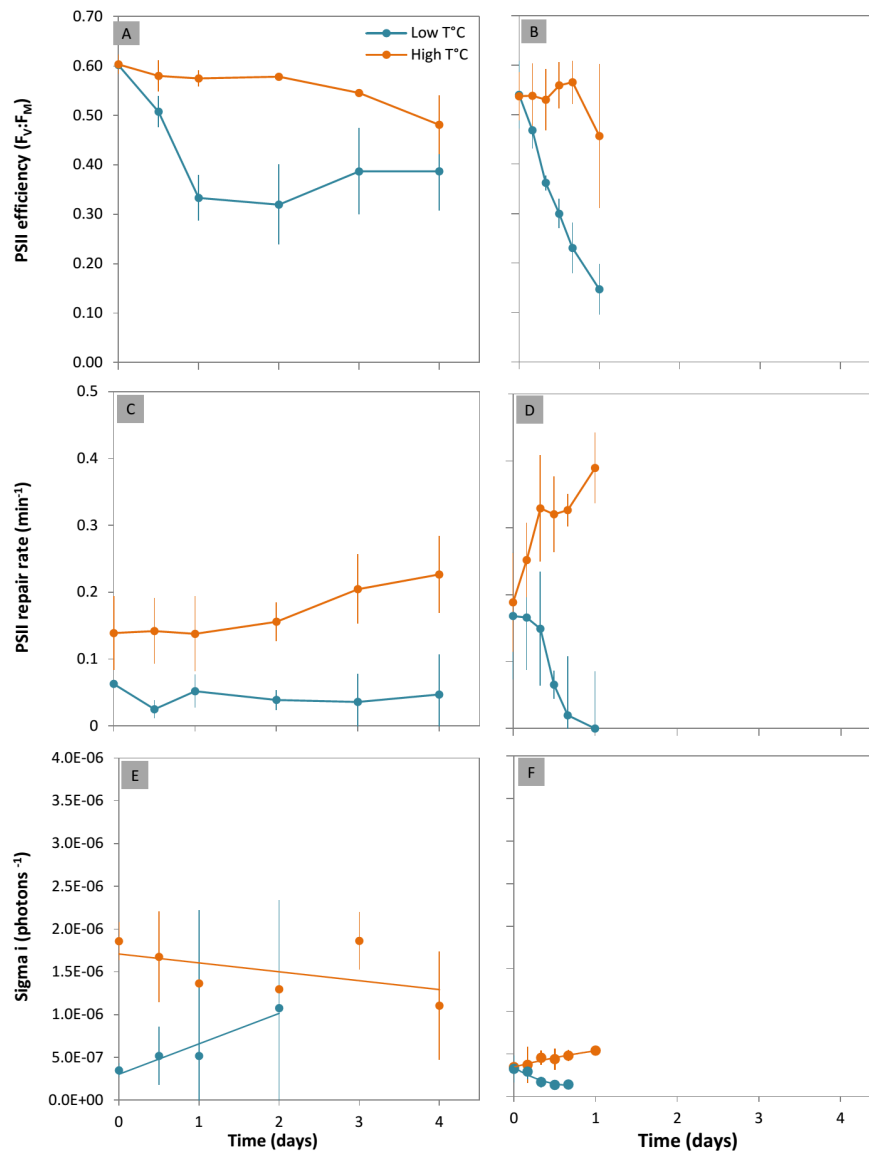 A
Low T°C
High T°C
B
0.70
0.60
0.50
0.40
0.30
0.20
0.10
0.00
PSII efficiency (FV:FM)
C
D
0.5
0.4
0.3
0.2
0.1
0
PSII repair rate (min-1)
E
F
4.0E-06
3.5E-06
3.0E-06
2.5E-06
2.0E-06
1.5E-06
1.0E-06
5.0E-07
0.0E+00
Sigma i (photons -1)
0 1 2 3 4
Time (days)
0 1 2 3 4
Time (days)